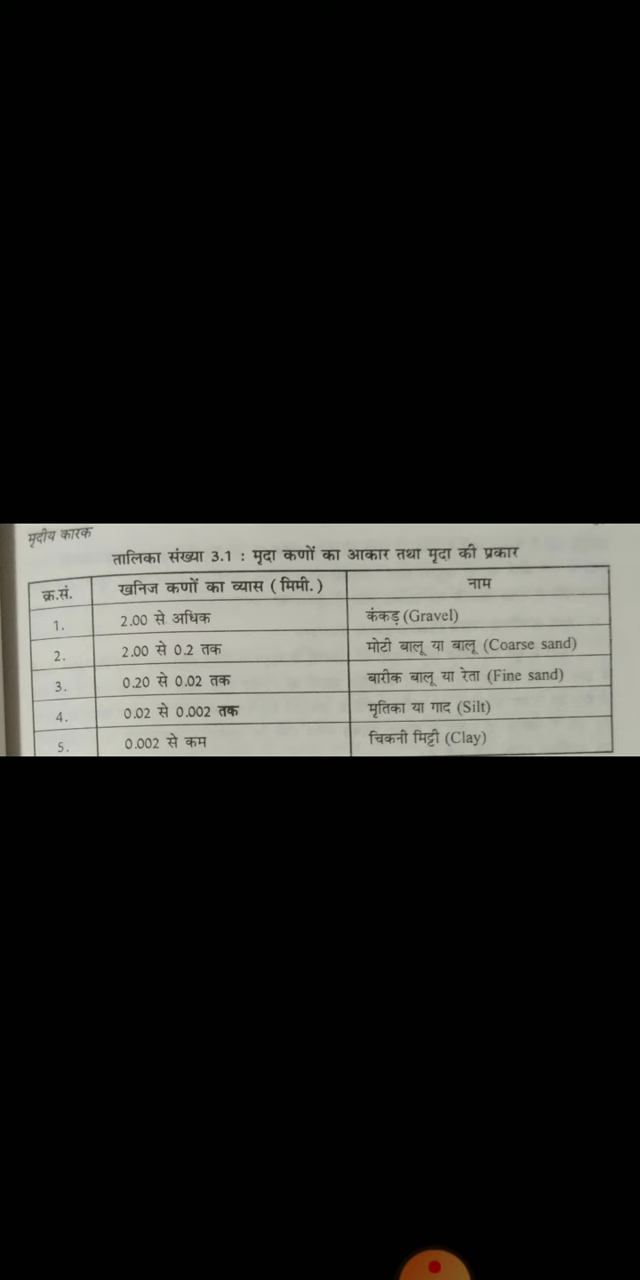 मृदीय कारक
तालिका संख्या 3.1 : मृदा कणों का आकार तथा मृदा की प्रकार
क्र.सं. खनिज कणों का व्यास ( मिमी. ) नाम
1. 2.00 से अधिक कंकड़ (Gravel)
2. 2.00 से 0.2 तक मोटी बालू या बालू (Coarse sand)
3. 0.20 से 0.02 तक बारीक बालू या रेता (Fine sand)
4. 0.02 से 0.002 तक मृतिका या गाद (Silt)
5. 0.002 से कम चिकनी मिट्टी (Clay)